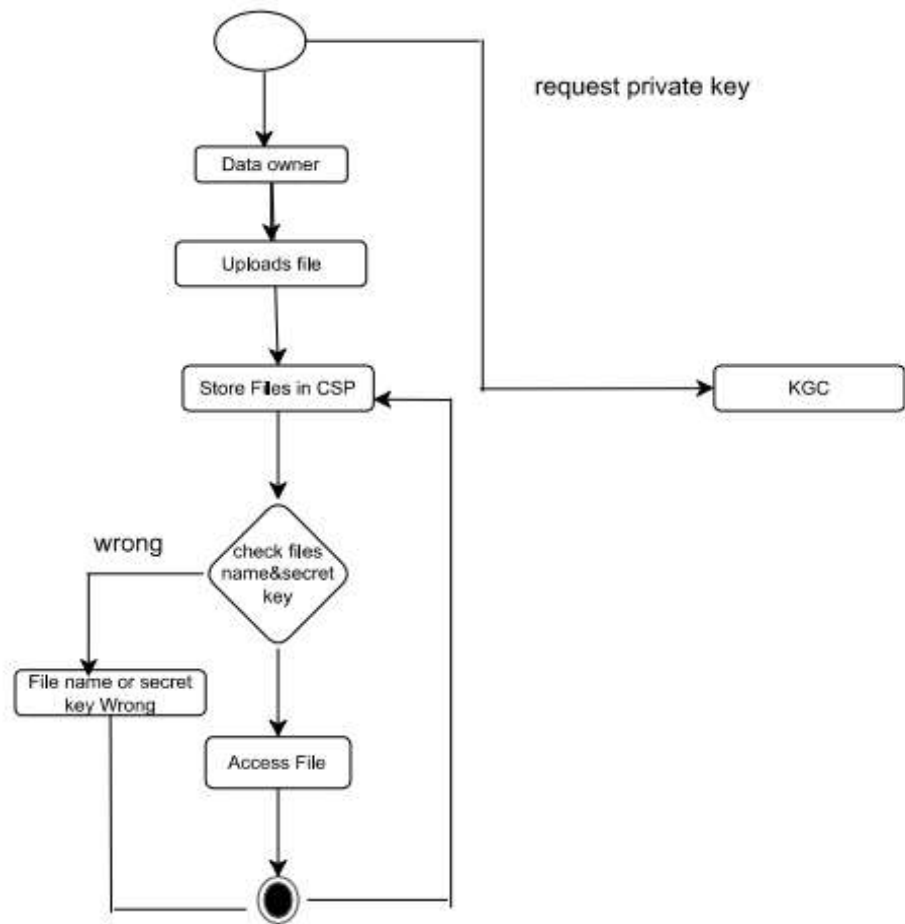 request private key
Data owner
Uploads file
Store Files in CSP
KGC
wrong
check files
name&secret
key
File name or secret
key Wrong
Access File